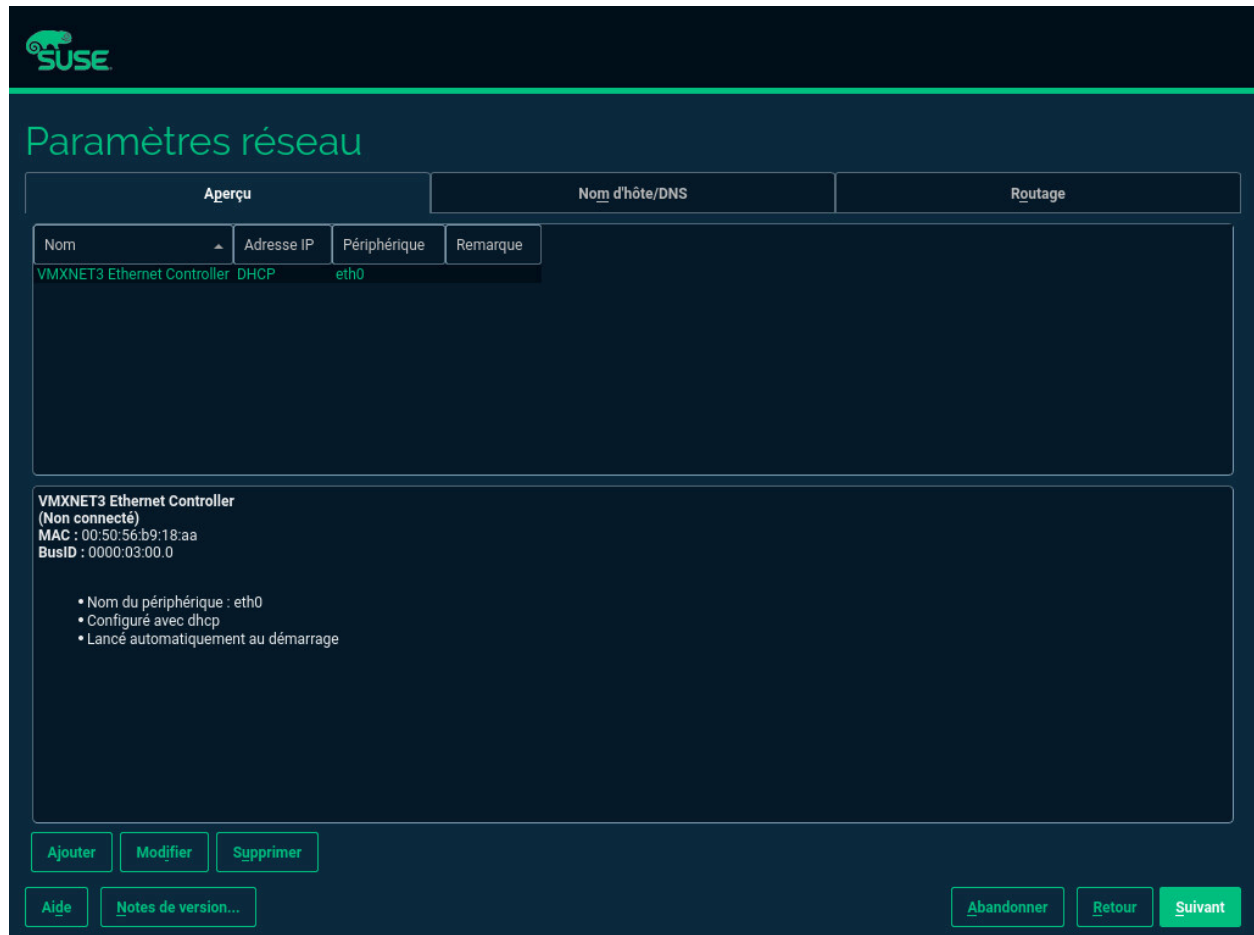 SUSE
Paramètres réseau
Aperçu
Nom d'hôte/DNS
Routage
Nom Adresse IP Périphérique Remarque
VMXNET3 Ethernet Controller DHCP eth0
VMXNET3 Ethernet Controller
(Non connecté)
MAC : 00:50:56:b9:18:aa
BusID : 0000:03:00.0
• Nom du périphérique : eth0
• Configuré avec dhcp
• Lancé automatiquement au démarrage
Ajouter Modifier Supprimer
Aide Notes de version... Abandonner Retour Suivant